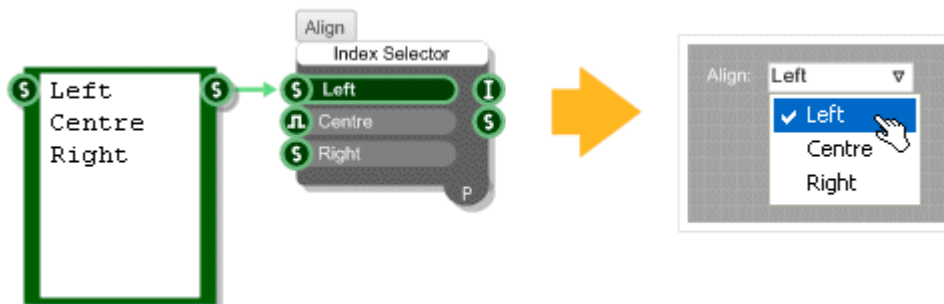 Align
Index Selector
S Left S
Centre
Right
S Left I
Centre S
S Right
P
Align: Left
Left
Centre
Right